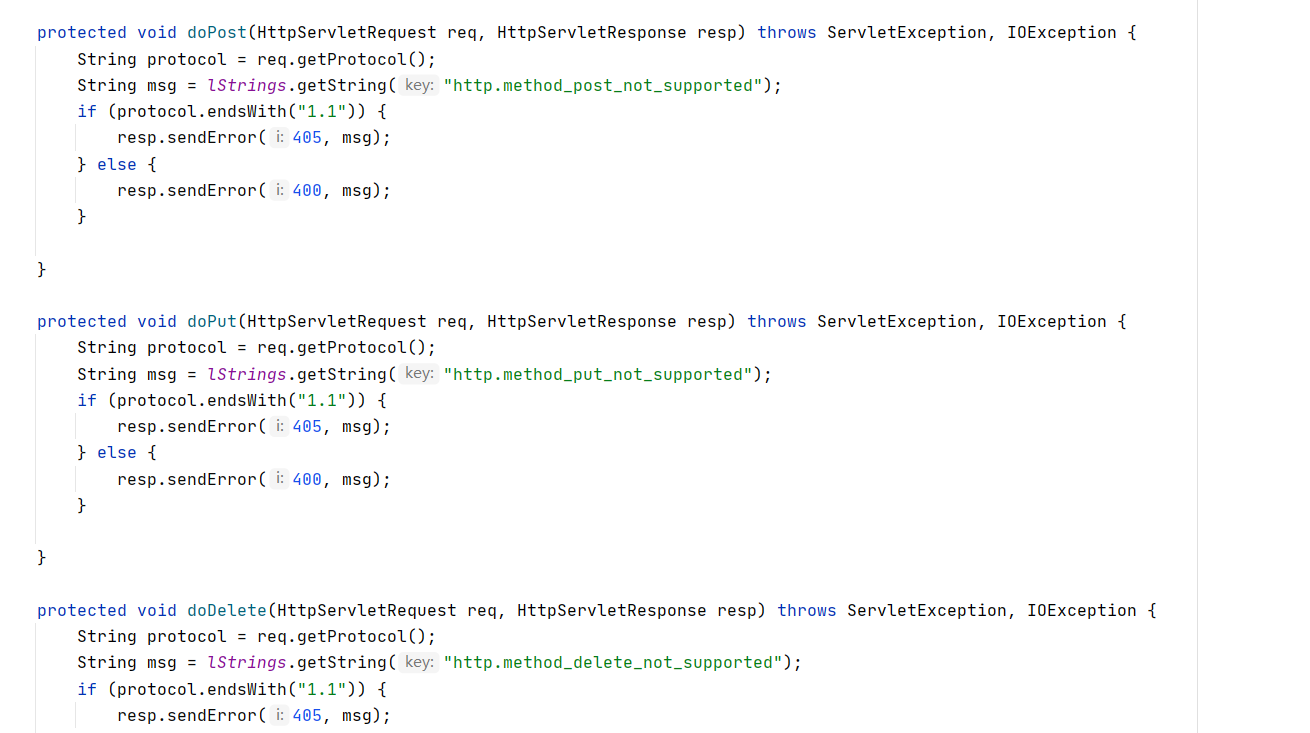 protected void doPost(HttpServletRequest req, HttpServletResponse resp) throws ServletException, IOException {
    String protocol = req.getProtocol();
    String msg = lStrings.getString( key: "http.method_post_not_supported");
    if (protocol.endsWith("1.1")) {
        resp.sendError( i: 405, msg);
    } else {
        resp.sendError( i: 400, msg);
    }

}

protected void doPut(HttpServletRequest req, HttpServletResponse resp) throws ServletException, IOException {
    String protocol = req.getProtocol();
    String msg = lStrings.getString( key: "http.method_put_not_supported");
    if (protocol.endsWith("1.1")) {
        resp.sendError( i: 405, msg);
    } else {
        resp.sendError( i: 400, msg);
    }

}

protected void doDelete(HttpServletRequest req, HttpServletResponse resp) throws ServletException, IOException {
    String protocol = req.getProtocol();
    String msg = lStrings.getString( key: "http.method_delete_not_supported");
    if (protocol.endsWith("1.1")) {
        resp.sendError( i: 405, msg);